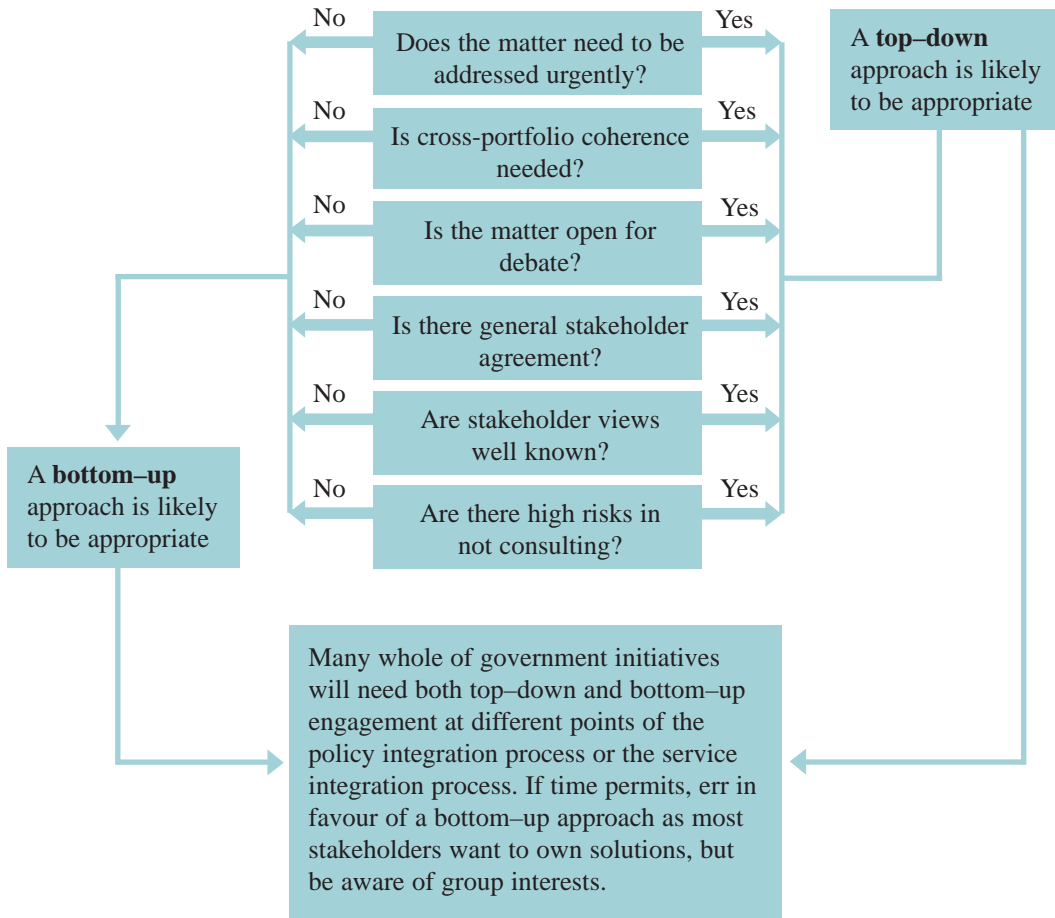 No
Does the matter need to be
addressed urgently?
Yes
No
Is cross-portfolio coherence
needed?
Yes
No
Is the matter open for
debate?
Yes
No
Is there general stakeholder
agreement?
Yes
No
Are stakeholder views
well known?
Yes
No
Are there high risks in
not consulting?
Yes
A top–down
approach is likely
to be appropriate
A bottom–up
approach is likely
to be appropriate
Many whole of government initiatives
will need both top–down and bottom–up
engagement at different points of the
policy integration process or the service
integration process. If time permits, err in
favour of a bottom–up approach as most
stakeholders want to own solutions, but
be aware of group interests.